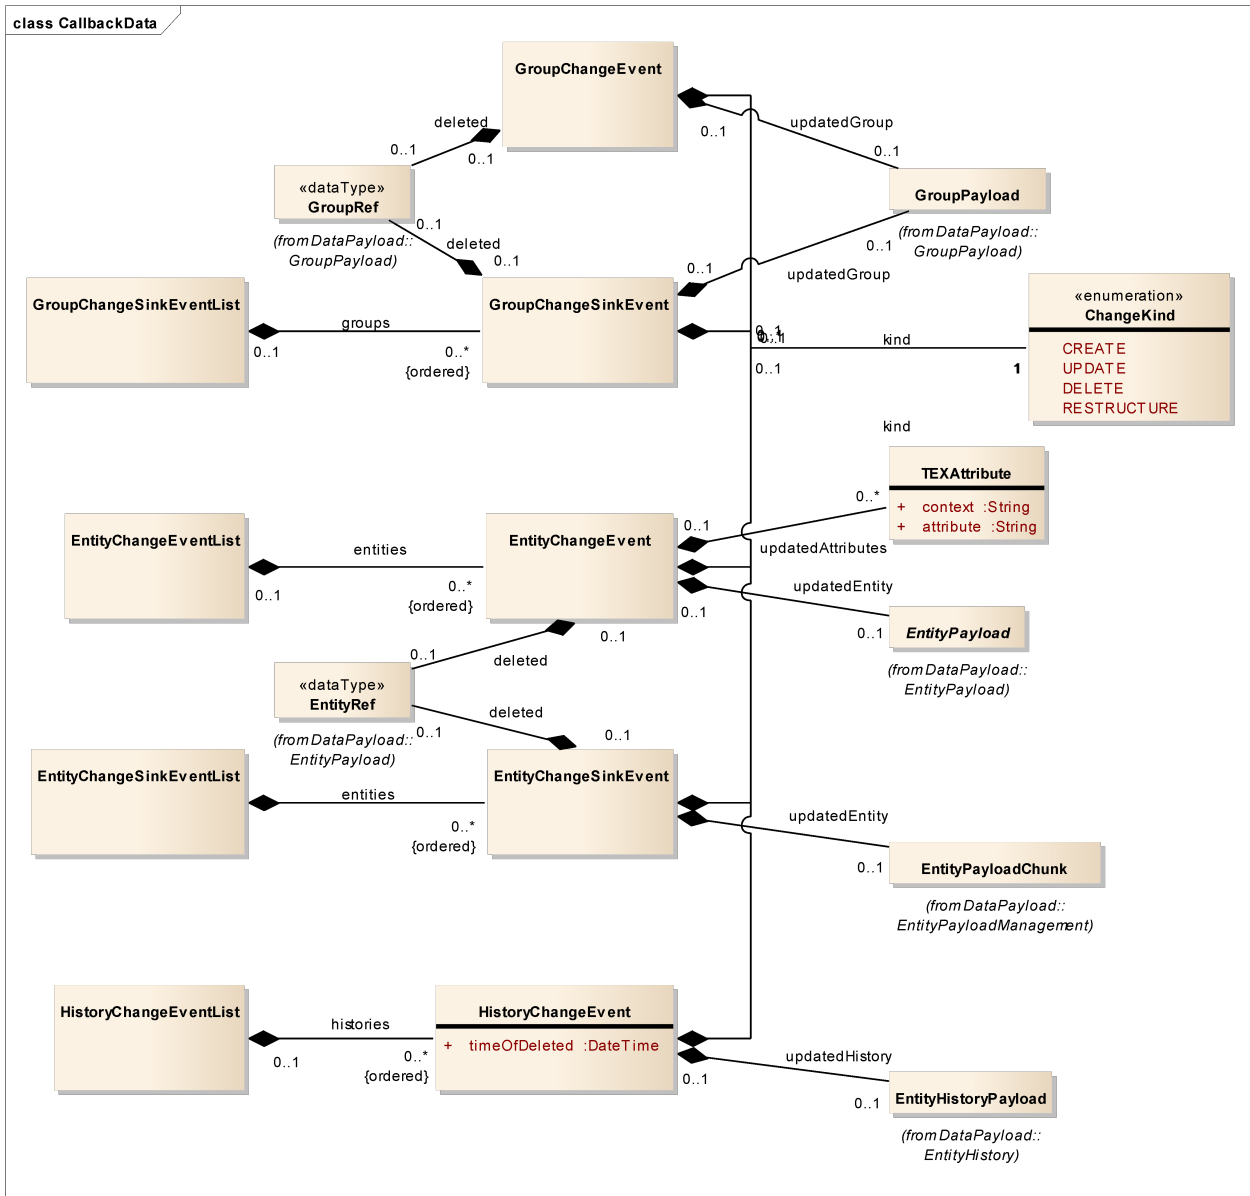 class CallbackData
GroupChangeEvent
deleted
0..1
0..1
0..1
updatedGroup
0..1
«dataType»
GroupRef
(from DataPayload::
GroupPayload)
GroupPayload
(from DataPayload::
GroupPayload)
0..1
deleted
0..1
0..1
0..1
updatedGroup
GroupChangeSinkEventList
0..1
groups
0..*
{ordered}
GroupChangeSinkEvent
0..1
0..1
0..1
kind
1
«enumeration»
ChangeKind
CREATE
UPDATE
DELETE
RESTRUCTURE
kind
TEXAttribute
+ context :String
+ attribute :String
0..*
0..1
updatedAttributes
EntityChangeEventList
0..1
entities
0..*
{ordered}
EntityChangeEvent
updatedEntity
0..1
0..1
EntityPayload
(from DataPayload::
EntityPayload)
0..1
0..1
deleted
«dataType»
EntityRef
(from DataPayload::
EntityPayload)
deleted
0..1
0..1
EntityChangeSinkEventList
entities
0..*
{ordered}
EntityChangeSinkEvent
updatedEntity
0..1
EntityPayloadChunk
(from DataPayload::
EntityPayloadManagement)
HistoryChangeEventList
0..1
histories
0..*
{ordered}
HistoryChangeEvent
+ timeOfDeleted :DateTime
updatedHistory
0..1
0..1
EntityHistoryPayload
(from DataPayload::
EntityHistory)